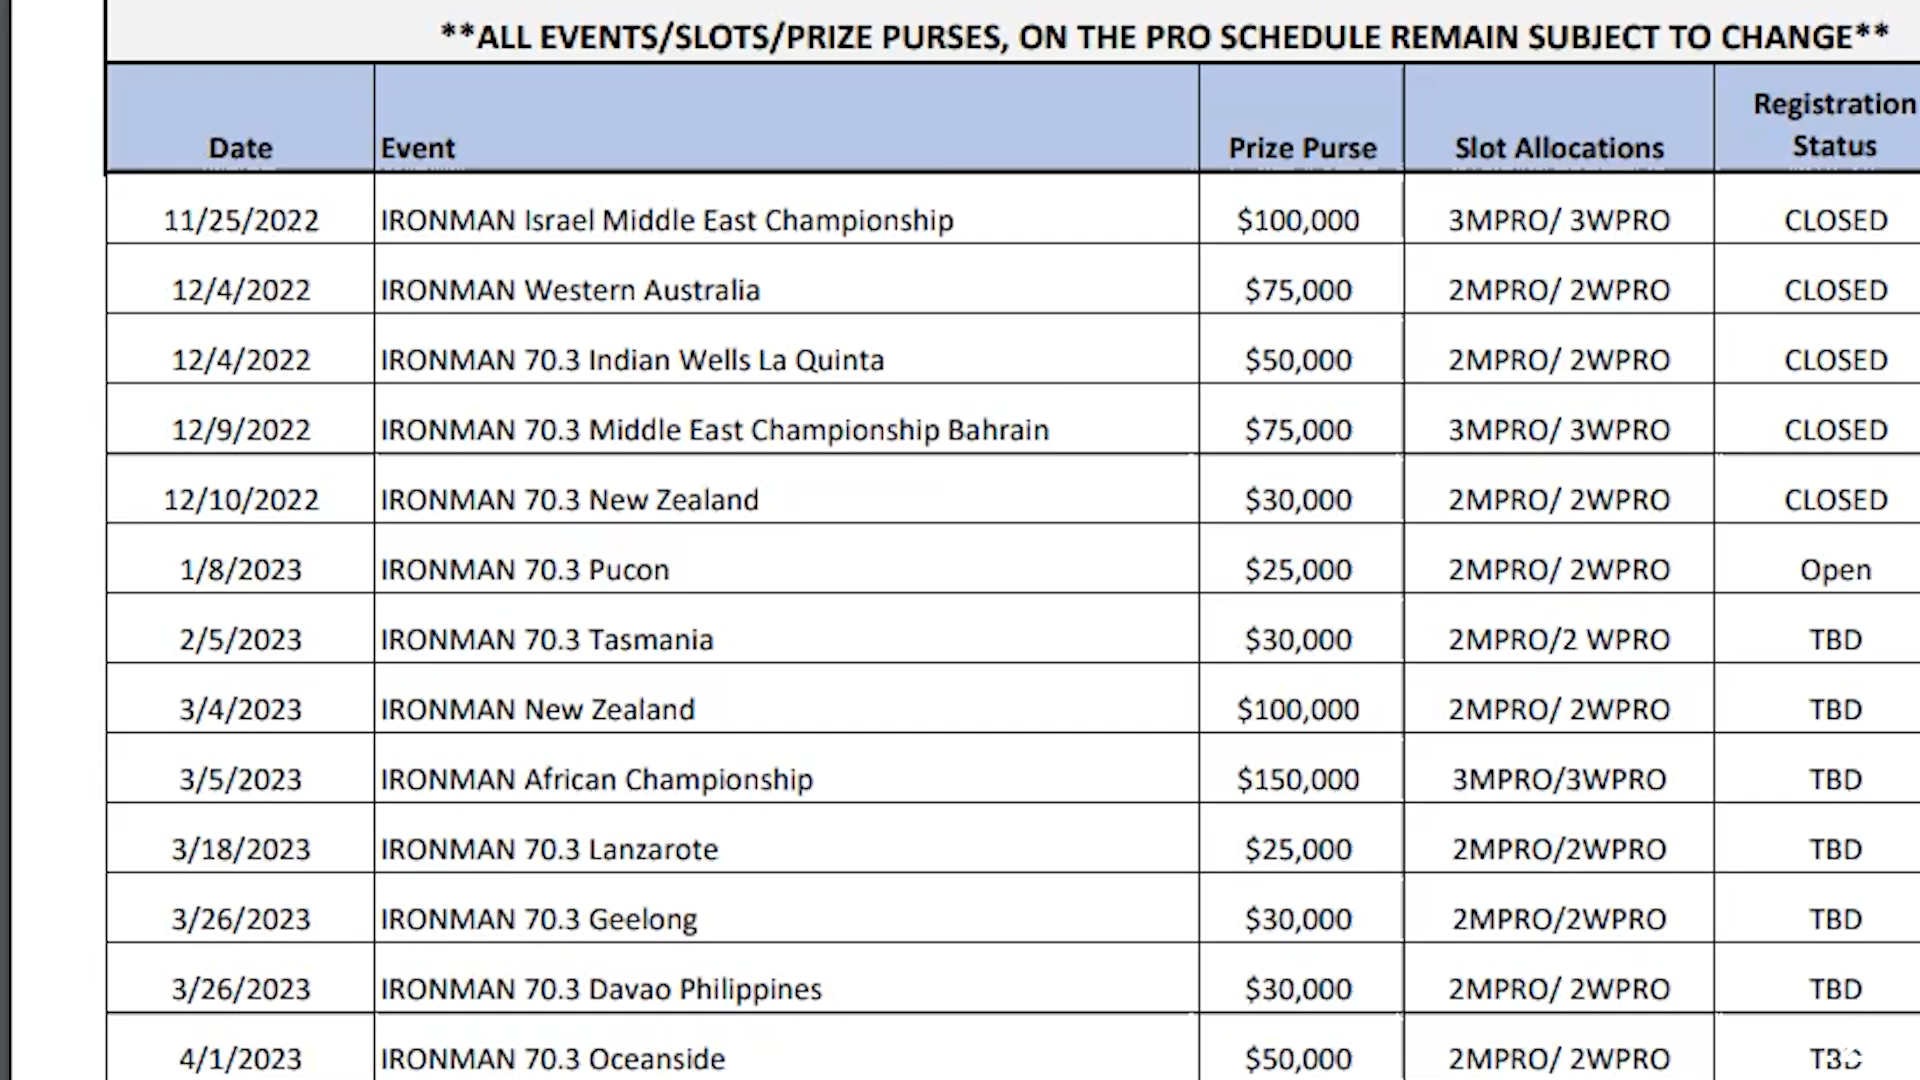 **ALL EVENTS/SLOTS/PRIZE PURSES, ON THE PRO SCHEDULE REMAIN SUBJECT TO CHANGE**
Date Event Prize Purse Slot Allocations Registration Status
11/25/2022 IRONMAN Israel Middle East Championship $100,000 3MPRO/ 3WPRO CLOSED
12/4/2022 IRONMAN Western Australia $75,000 2MPRO/ 2WPRO CLOSED
12/4/2022 IRONMAN 70.3 Indian Wells La Quinta $50,000 2MPRO/ 2WPRO CLOSED
12/9/2022 IRONMAN 70.3 Middle East Championship Bahrain $75,000 3MPRO/ 3WPRO CLOSED
12/10/2022 IRONMAN 70.3 New Zealand $30,000 2MPRO/ 2WPRO CLOSED
1/8/2023 IRONMAN 70.3 Pucon $25,000 2MPRO/ 2WPRO Open
2/5/2023 IRONMAN 70.3 Tasmania $30,000 2MPRO/2 WPRO TBD
3/4/2023 IRONMAN New Zealand $100,000 2MPRO/ 2WPRO TBD
3/5/2023 IRONMAN African Championship $150,000 3MPRO/3WPRO TBD
3/18/2023 IRONMAN 70.3 Lanzarote $25,000 2MPRO/2WPRO TBD
3/26/2023 IRONMAN 70.3 Geelong $30,000 2MPRO/2WPRO TBD
3/26/2023 IRONMAN 70.3 Davao Philippines $30,000 2MPRO/ 2WPRO TBD
4/1/2023 IRONMAN 70.3 Oceanside $50,000 2MPRO/ 2WPRO TBD